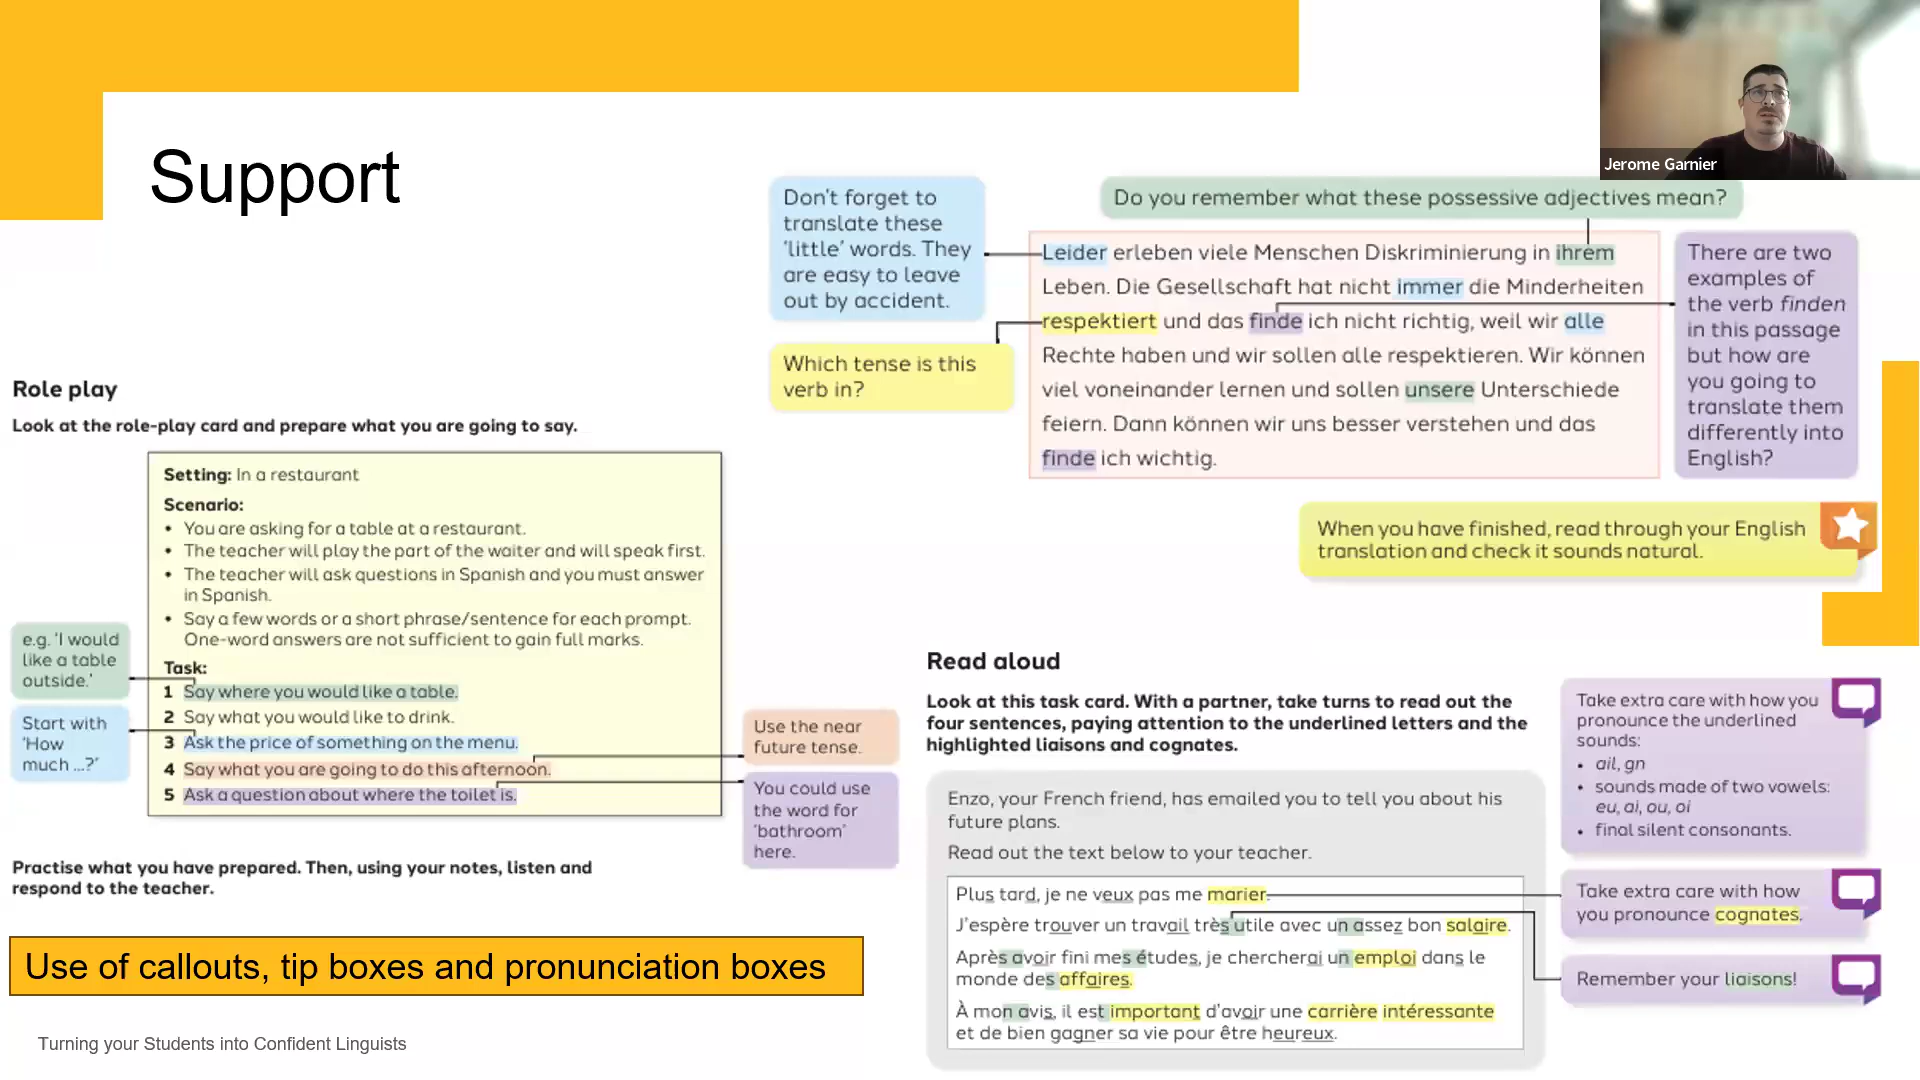 Jerome Garnier
Support
Don't forget to
translate these
'little' words. They
are easy to leave
out by accident.
Which tense is this
verb in?
Do you remember what these possessive adjectives mean?
Leider erleben viele Menschen Diskriminierung in ihrem
Leben. Die Gesellschaft hat nicht immer die Minderheiten
respektiert und das finde ich nicht richtig, weil wir alle
Rechte haben und wir sollen alle respektieren. Wir können
viel voneinander lernen und sollen unsere Unterschiede
feiern. Dann können wir uns besser verstehen und das
finde ich wichtig.
There are two
examples of
the verb finden
in this passage
but how are
you going to
translate them
differently into
English?
When you have finished, read through your English
translation and check it sounds natural.
Role play
Look at the role-play card and prepare what you are going to say.
Setting: In a restaurant
Scenario:
• You are asking for a table at a restaurant.
• The teacher will play the part of the waiter and will speak first.
• The teacher will ask questions in Spanish and you must answer
in Spanish.
• Say a few words or a short phrase/sentence for each prompt.
One-word answers are not sufficient to gain full marks.
Task:
1 Say where you would like a table.
2 Say what you would like to drink.
3 Ask the price of something on the menu.
4 Say what you are going to do this afternoon.
5 Ask a question about where the toilet is.
e.g. 'I would
like a table
outside.'
Start with
'How
much ...?'
Use the near
future tense.
You could use
the word for
'bathroom'
here.
Practise what you have prepared. Then, using your notes, listen and
respond to the teacher.
Use of callouts, tip boxes and pronunciation boxes
Turning your Students into Confident Linguists
Read aloud
Look at this task card. With a partner, take turns to read out the
four sentences, paying attention to the underlined letters and the
highlighted liaisons and cognates.
Enzo, your French friend, has emailed you to tell you about his
future plans.
Read out the text below to your teacher.
Plus tard, je ne veux pas me marier.
J'espère trouver un travail très utile avec un assez bon salaire.
Après avoir fini mes études, je chercherai un emploi dans le
monde des affaires.
À mon avis, il est important d'avoir une carrière intéressante
et de bien gagner sa vie pour être heureux.
Take extra care with how you
pronounce the underlined
sounds:
• ail, gn
• sounds made of two vowels:
eu, ai, ou, oi
• final silent consonants.
Take extra care with how
you pronounce cognates.
Remember your liaisons!